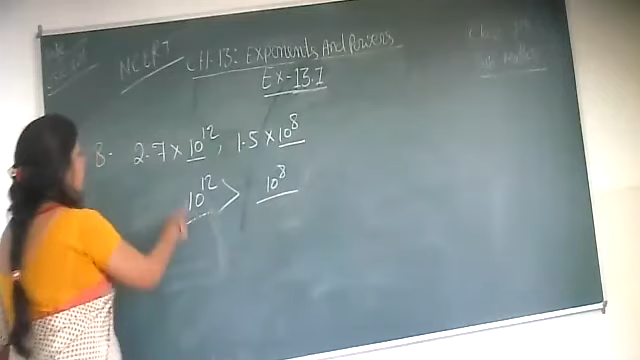 NCERT CH-13: Exponents And Powers
Ex-13.1
8. 2.7 × 10¹², 1.5 × 10⁸
10¹² > 10⁸